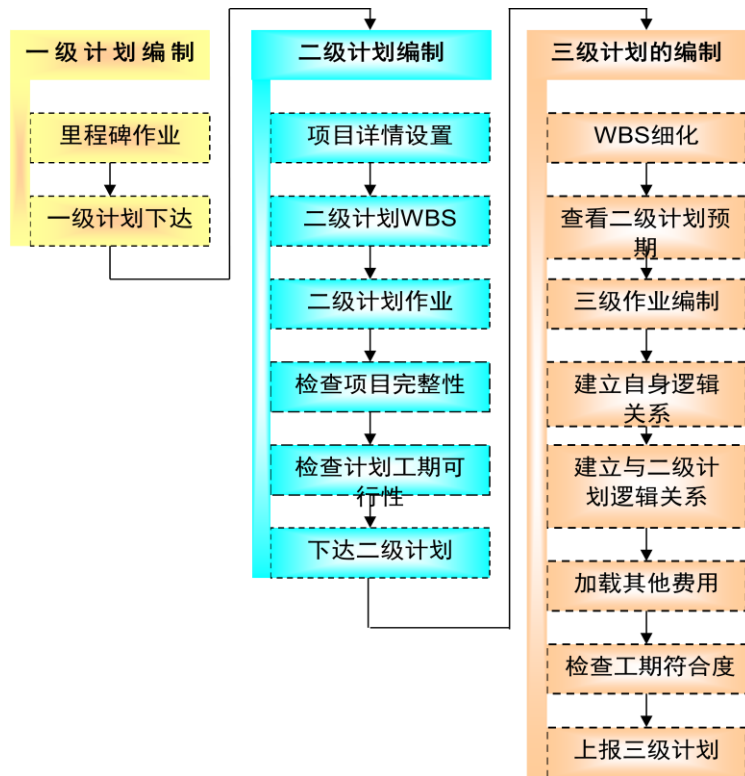 一级计划编制
里程碑作业
一级计划下达
二级计划编制
项目详情设置
二级计划WBS
二级计划作业
检查项目完整性
检查计划工期可
行性
下达二级计划
三级计划的编制
WBS细化
查看二级计划预
期
三级作业编制
建立自身逻辑
关系
建立与二级计
划逻辑关系
加载其他费用
检查工期符合度
上报三级计划